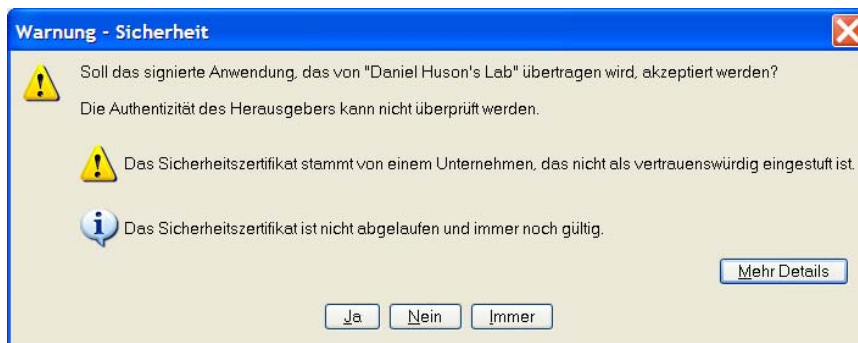 Warnung - Sicherheit
Soll das signierte Anwendung, das von "Daniel Huson's Lab" übertragen wird, akzeptiert werden?
Die Authentizität des Herausgebers kann nicht überprüft werden.
Das Sicherheitszertifikat stammt von einem Unternehmen, das nicht als vertrauenswürdig eingestuft ist.
Das Sicherheitszertifikat ist nicht abgelaufen und immer noch gültig.
Mehr Details
Ja Nein Immer